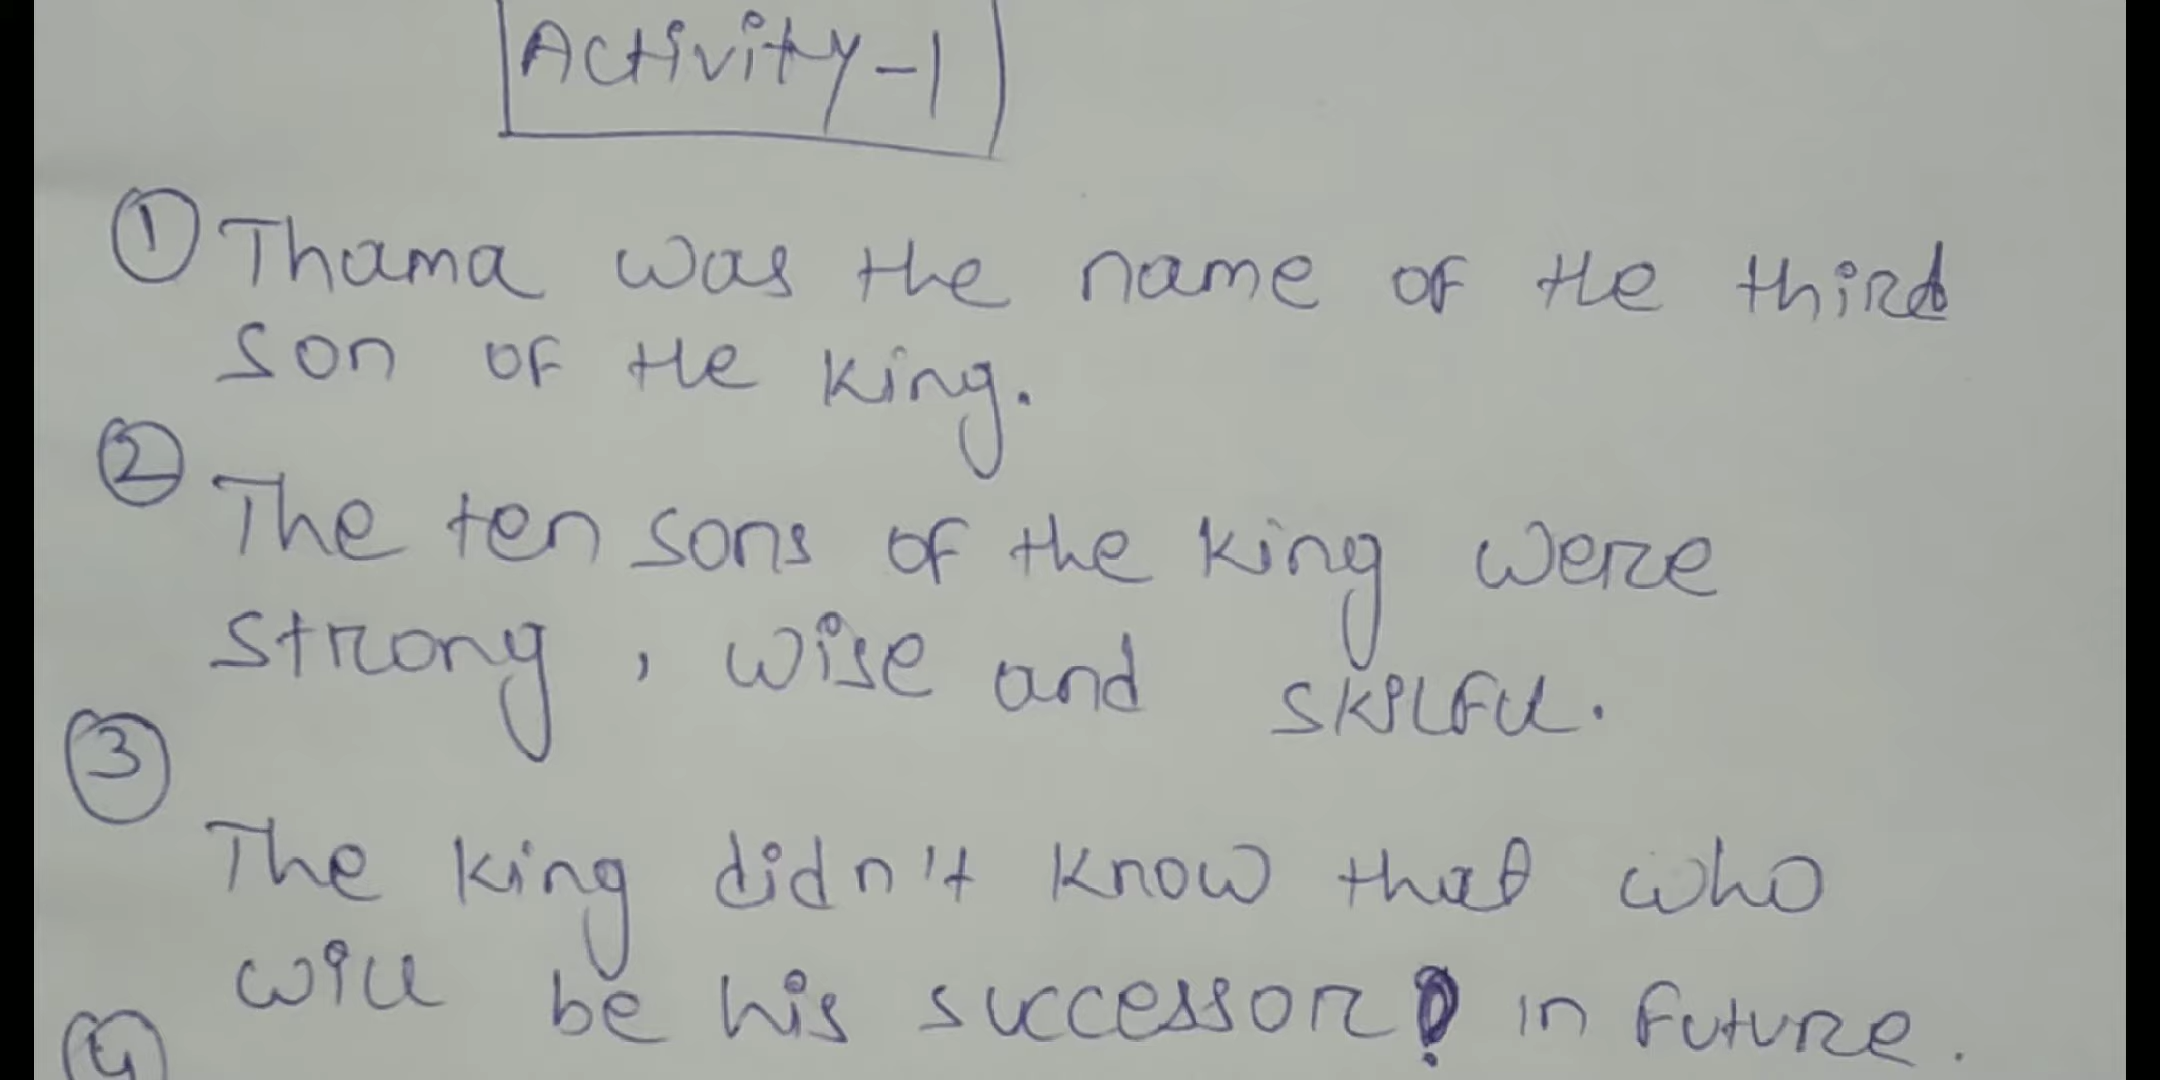 Activity-1
① Thama was the name of the third
son of the king.
②
The ten sons of the king were
strong, wise and skilful.
③
The king didn't know that who
will be his successor in future.
④